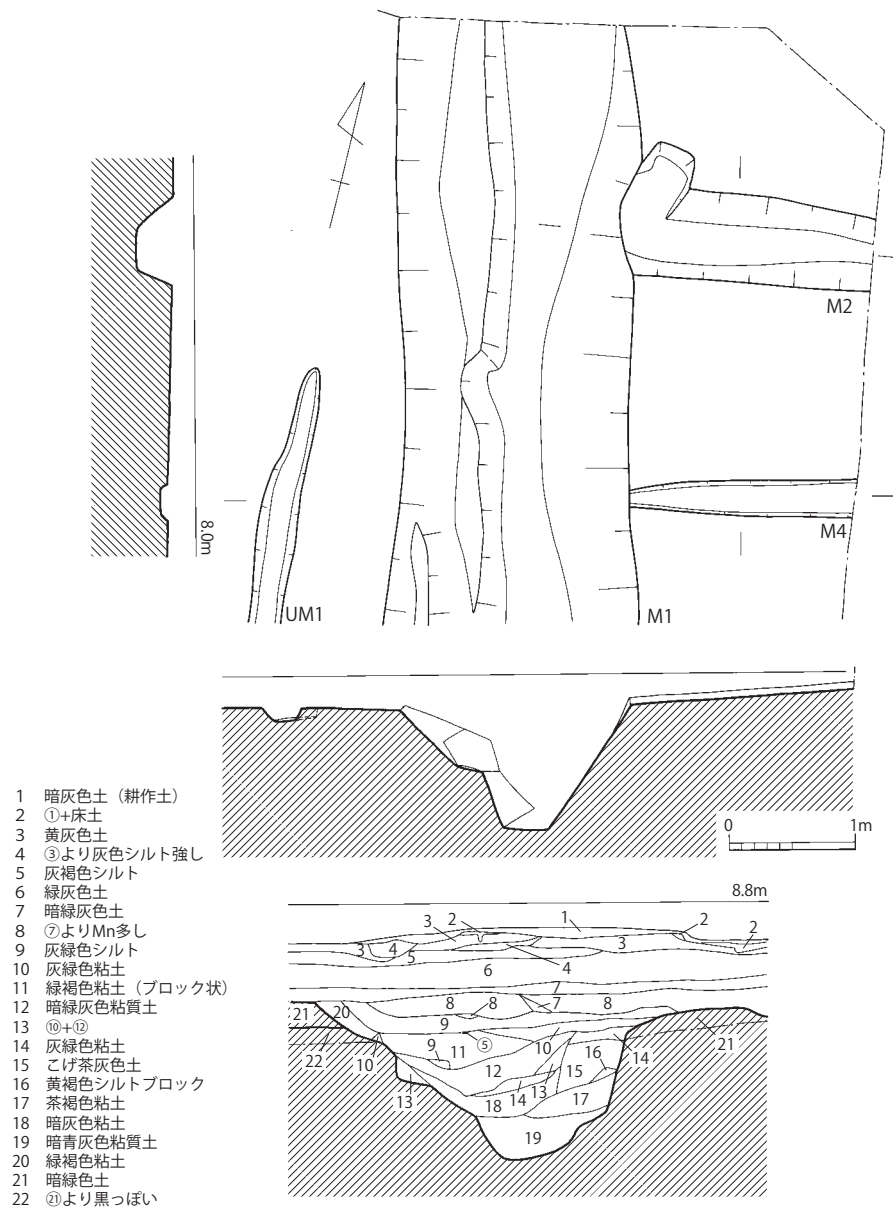 M2
8.0m
M4
UM1
M1
0 1m
8.8m
1 暗灰色土（耕作土）
2 ①+床土
3 黄灰色土
4 ③より灰色シルト強し
5 灰褐色シルト
6 緑灰色土
7 暗緑灰色土
8 ⑦よりMn多し
9 灰緑色シルト
10 灰緑色粘土
11 緑褐色粘土（ブロック状）
12 暗緑灰色粘質土
13 ⑩+⑫
14 灰緑色粘土
15 こげ茶灰色土
16 黄褐色シルトブロック
17 茶褐色粘土
18 暗灰色粘土
19 暗青灰色粘質土
20 緑褐色粘土
21 暗緑色土
22 ㉑より黒っぽい
3 2 1 2 2
3 4 5 4 3
6
7
21 20 8 8 7 8
9 ⑤ 10
22 10 9 11 12 16 14 21
13 15
13 18 14 17
19